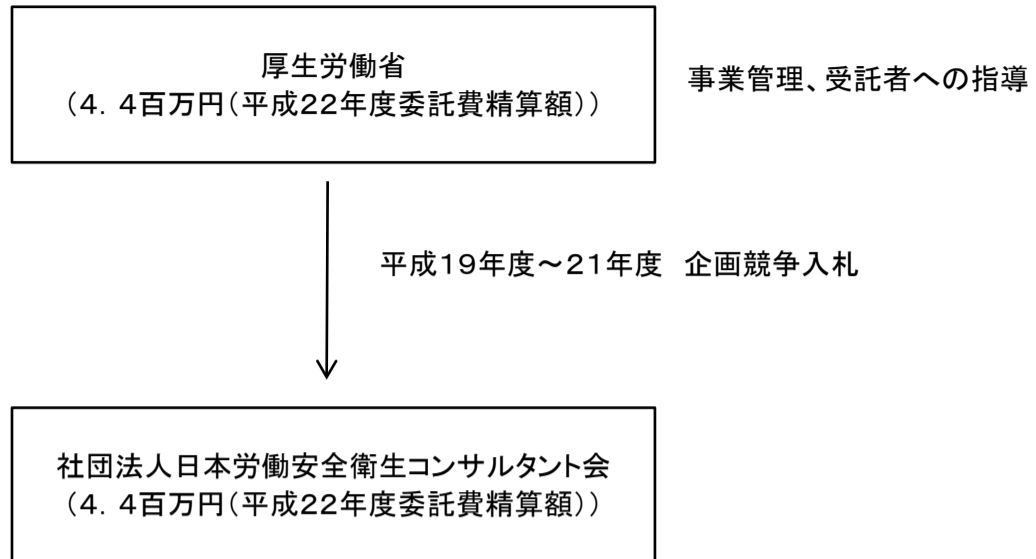 厚生労働省
（4．4百万円（平成22年度委託費精算額））
事業管理、受託者への指導
平成19年度～21年度　企画競争入札
社団法人日本労働安全衛生コンサルタント会
（4．4百万円（平成22年度委託費精算額））